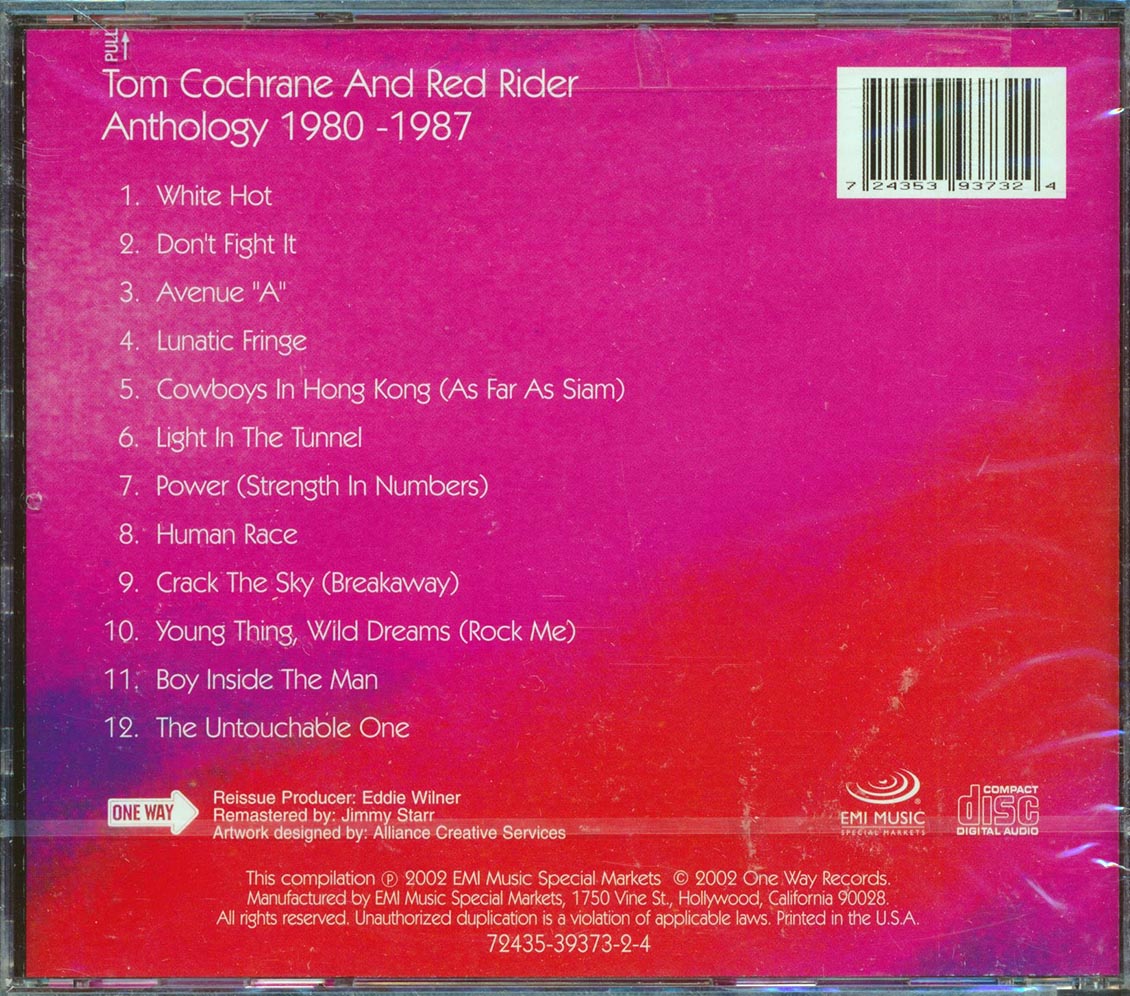 PULL
Tom Cochrane And Red Rider
Anthology 1980 -1987
1. White Hot
2. Don't Fight It
3. Avenue "A"
4. Lunatic Fringe
5. Cowboys In Hong Kong (As Far As Siam)
6. Light In The Tunnel
7. Power (Strength In Numbers)
8. Human Race
9. Crack The Sky (Breakaway)
10. Young Thing, Wild Dreams (Rock Me)
11. Boy Inside The Man
12. The Untouchable One
7 24353 93732 4
ONE WAY
Reissue Producer: Eddie Wilner
Remastered by: Jimmy Starr
Artwork designed by: Alliance Creative Services
EMI MUSIC
SPECIAL MARKETS
COMPACT
disc
DIGITAL AUDIO
This compilation ℗ 2002 EMI Music Special Markets © 2002 One Way Records.
Manufactured by EMI Music Special Markets, 1750 Vine St., Hollywood, California 90028.
All rights reserved. Unauthorized duplication is a violation of applicable laws. Printed in the U.S.A.
72435-39373-2-4